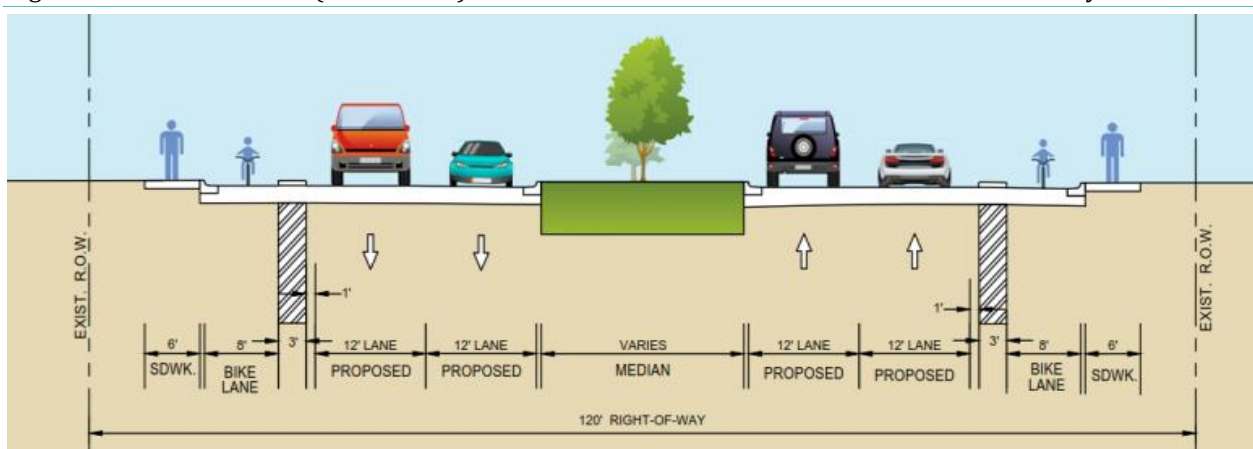 EXIST. R.O.W.
EXIST. R.O.W.
1'
1'
6' 8' 3' 12' LANE 12' LANE VARIES 12' LANE 12' LANE 3' 8' 6'
SDWK. BIKE PROPOSED PROPOSED MEDIAN PROPOSED PROPOSED BIKE SDWK.
LANE LANE
120' RIGHT-OF-WAY